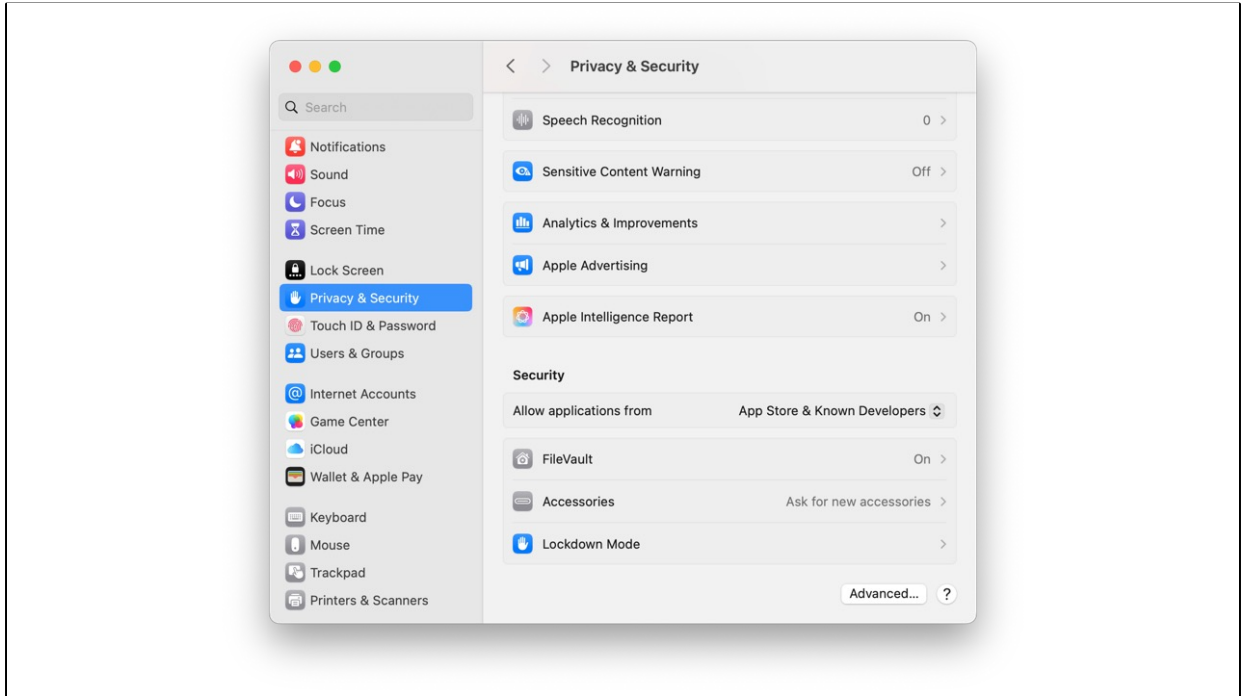 Privacy & Security
Search
Notifications
Sound
Focus
Screen Time
Lock Screen
Privacy & Security
Touch ID & Password
Users & Groups
Internet Accounts
Game Center
iCloud
Wallet & Apple Pay
Keyboard
Mouse
Trackpad
Printers & Scanners
Speech Recognition 0
Sensitive Content Warning Off
Analytics & Improvements
Apple Advertising
Apple Intelligence Report On
Security
Allow applications from App Store & Known Developers
FileVault On
Accessories Ask for new accessories
Lockdown Mode
Advanced... ?